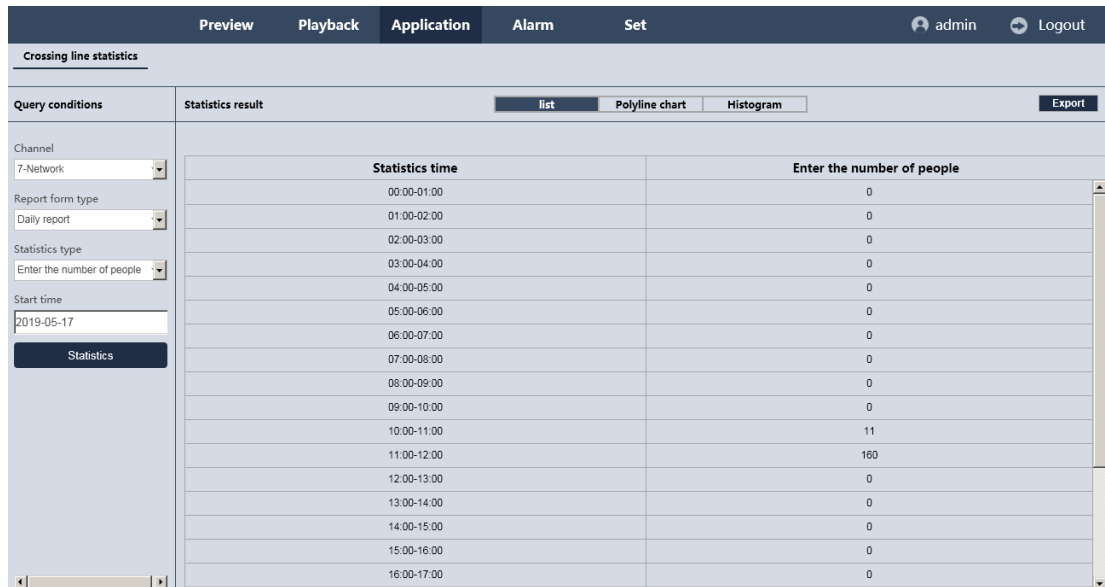 Preview Playback Application Alarm Set admin Logout
Crossing line statistics
Query conditions
Statistics result list Polyline chart Histogram Export
Channel
7-Network
Report form type
Daily report
Statistics type
Enter the number of people
Start time
2019-05-17
Statistics
Statistics time Enter the number of people
00:00-01:00 0
01:00-02:00 0
02:00-03:00 0
03:00-04:00 0
04:00-05:00 0
05:00-06:00 0
06:00-07:00 0
07:00-08:00 0
08:00-09:00 0
09:00-10:00 0
10:00-11:00 11
11:00-12:00 160
12:00-13:00 0
13:00-14:00 0
14:00-15:00 0
15:00-16:00 0
16:00-17:00 0